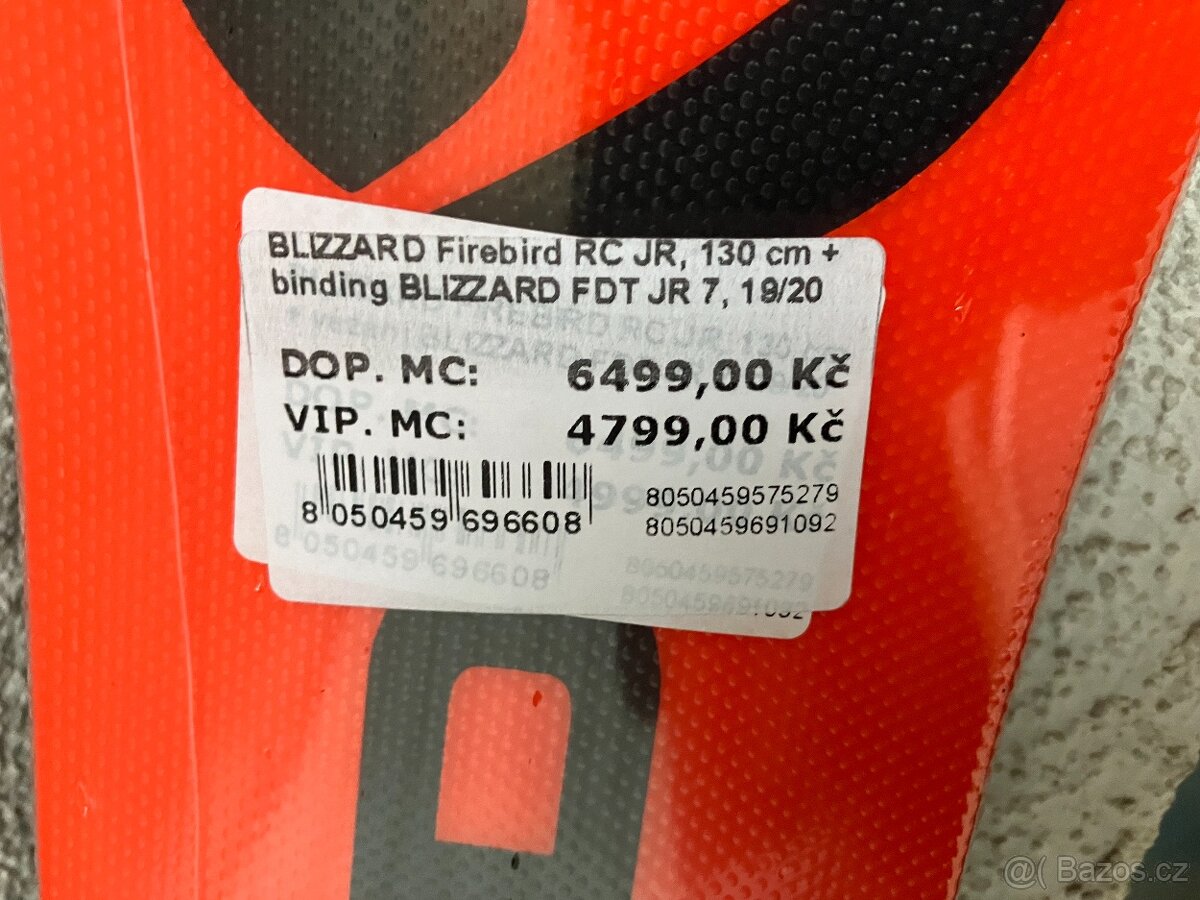 BLIZZARD Firebird RC JR, 130 cm +
binding BLIZZARD FDT JR 7, 19/20
DOP. MC: 6499,00 Kč
VIP. MC: 4799,00 Kč
8 050459 696608
8050459575279
8050459691092
@( Bazos.cz